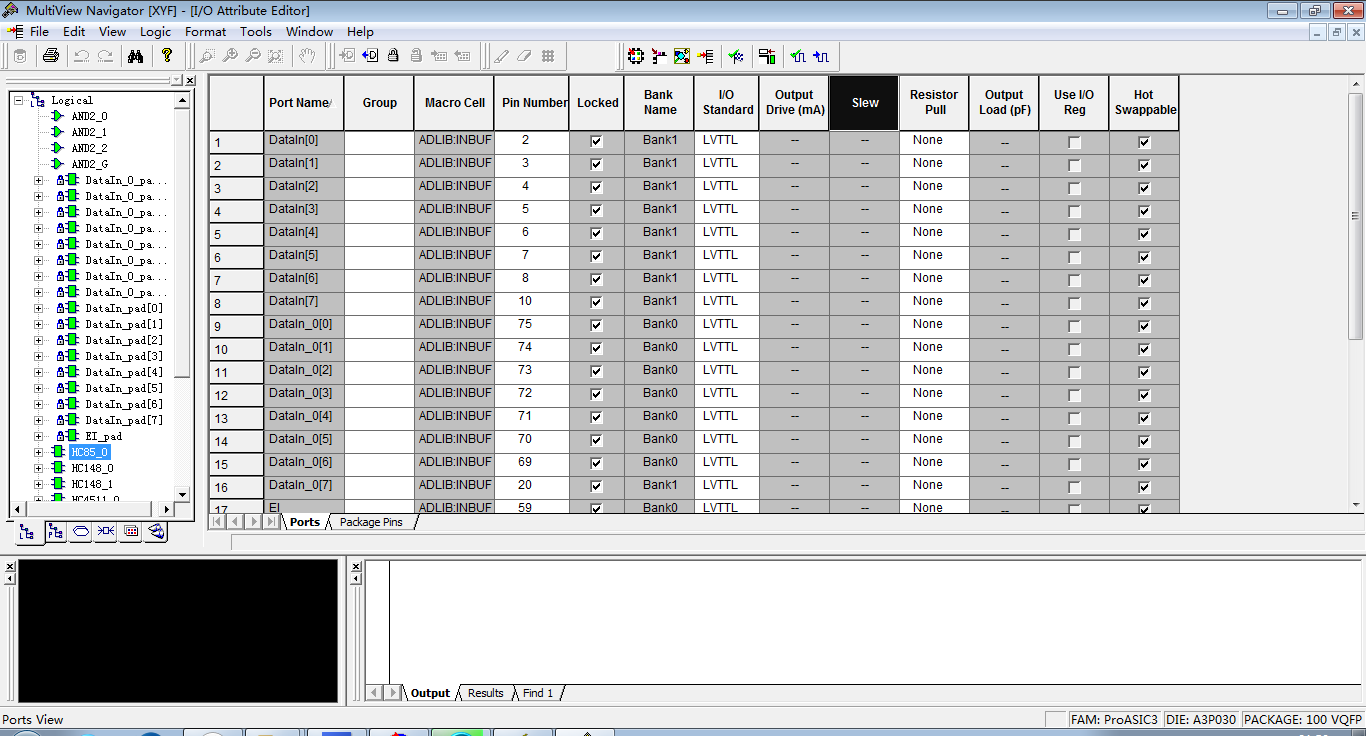 MultiView Navigator [XYF] - [I/O Attribute Editor]
File Edit View Logic Format Tools Window Help
Logical
AND2_0
AND2_1
AND2_2
AND2_G
DataIn_0_pa...
DataIn_0_pa...
DataIn_0_pa...
DataIn_0_pa...
DataIn_0_pa...
DataIn_0_pa...
DataIn_0_pa...
DataIn_0_pa...
DataIn_pad[0]
DataIn_pad[1]
DataIn_pad[2]
DataIn_pad[3]
DataIn_pad[4]
DataIn_pad[5]
DataIn_pad[6]
DataIn_pad[7]
EI_pad
HC85_0
HC148_0
HC148_1
HC4511_0
Port Name Group Macro Cell Pin Number Locked Bank Name I/O Standard Output Drive (mA) Slew Resistor Pull Output Load (pF) Use I/O Reg Hot Swappable
1 DataIn[0] ADLIB:INBUF 2 Bank1 LVTTL -- -- None --
2 DataIn[1] ADLIB:INBUF 3 Bank1 LVTTL -- -- None --
3 DataIn[2] ADLIB:INBUF 4 Bank1 LVTTL -- -- None --
4 DataIn[3] ADLIB:INBUF 5 Bank1 LVTTL -- -- None --
5 DataIn[4] ADLIB:INBUF 6 Bank1 LVTTL -- -- None --
6 DataIn[5] ADLIB:INBUF 7 Bank1 LVTTL -- -- None --
7 DataIn[6] ADLIB:INBUF 8 Bank1 LVTTL -- -- None --
8 DataIn[7] ADLIB:INBUF 10 Bank1 LVTTL -- -- None --
9 DataIn_0[0] ADLIB:INBUF 75 Bank0 LVTTL -- -- None --
10 DataIn_0[1] ADLIB:INBUF 74 Bank0 LVTTL -- -- None --
11 DataIn_0[2] ADLIB:INBUF 73 Bank0 LVTTL -- -- None --
12 DataIn_0[3] ADLIB:INBUF 72 Bank0 LVTTL -- -- None --
13 DataIn_0[4] ADLIB:INBUF 71 Bank0 LVTTL -- -- None --
14 DataIn_0[5] ADLIB:INBUF 70 Bank0 LVTTL -- -- None --
15 DataIn_0[6] ADLIB:INBUF 69 Bank0 LVTTL -- -- None --
16 DataIn_0[7] ADLIB:INBUF 20 Bank1 LVTTL -- -- None --
17 EI ADLIB:INBUF 59 Bank0 LVTTL -- -- None --
Ports Package Pins
Output Results Find 1
Ports View
FAM: ProASIC3 DIE: A3P030 PACKAGE: 100 VQFP